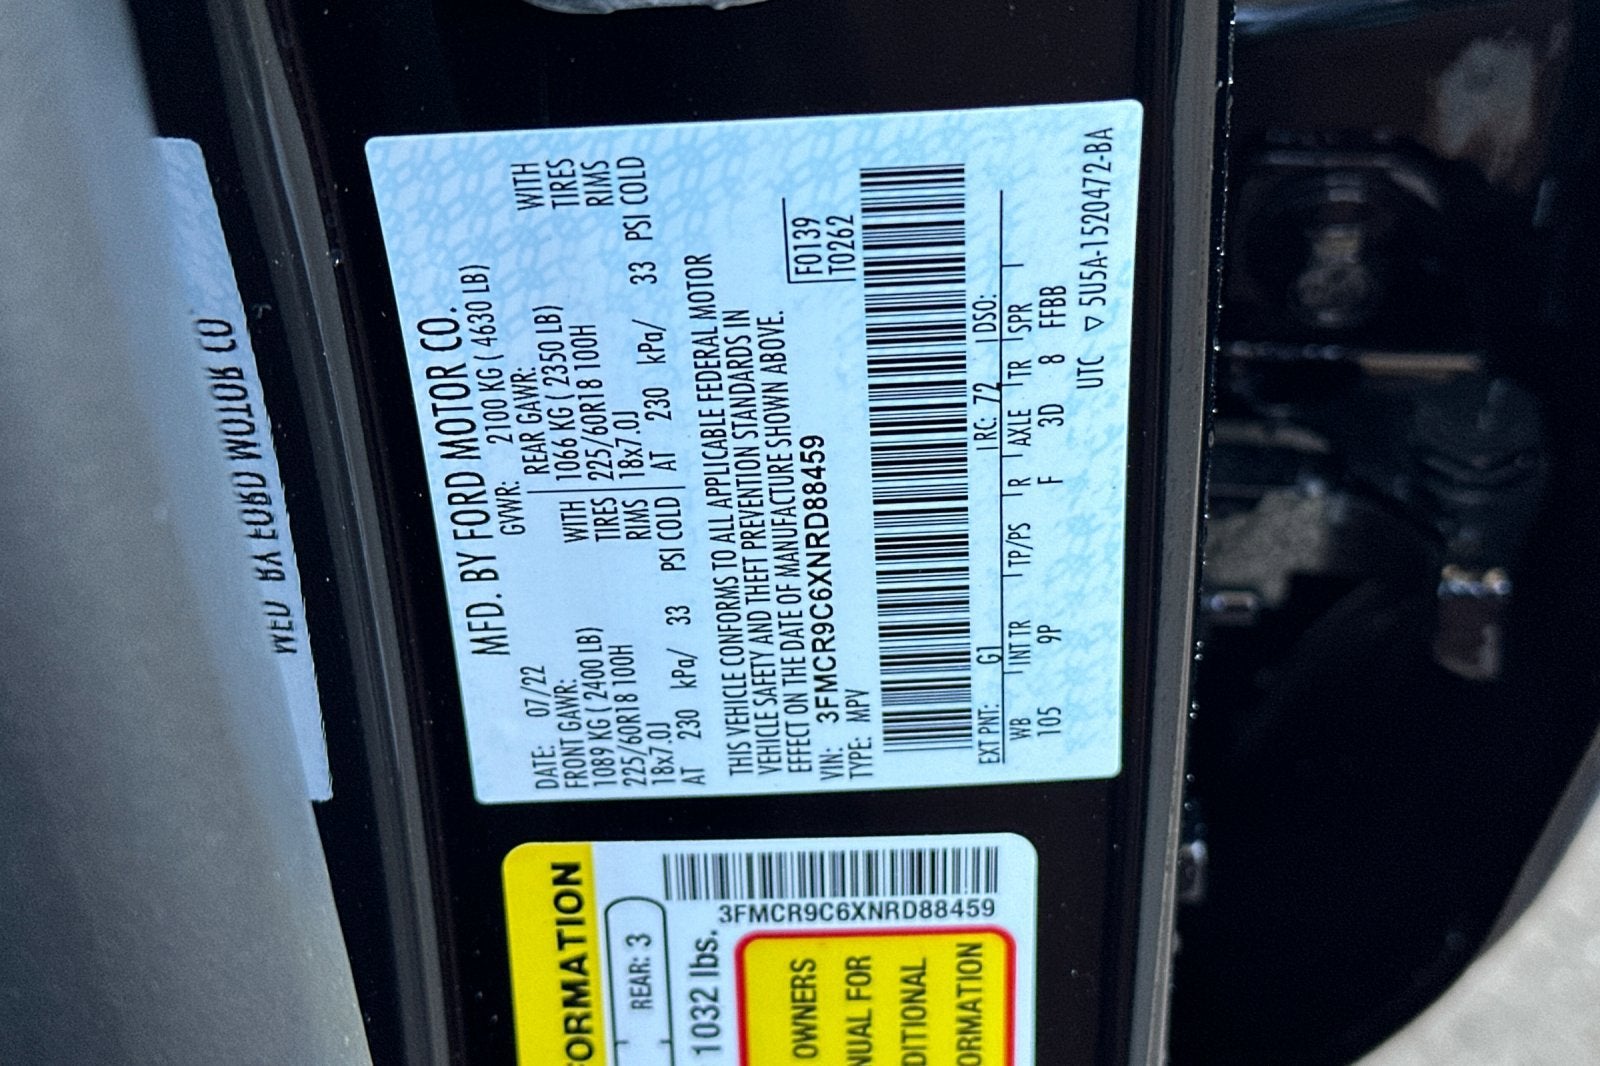 MFD. BY FORD MOTOR CO.
DATE: 07/22 GVWR: 2100 KG ( 4630 LB)
FRONT GAWR: REAR GAWR:
1089 KG ( 2400 LB) WITH 1066 KG ( 2350 LB) WITH
225/60R18 100H TIRES 225/60R18 100H TIRES
18x7.0J RIMS 18x7.0J RIMS
AT 230 kPa/ 33 PSI COLD AT 230 kPa/ 33 PSI COLD
THIS VEHICLE CONFORMS TO ALL APPLICABLE FEDERAL MOTOR
VEHICLE SAFETY AND THEFT PREVENTION STANDARDS IN
EFFECT ON THE DATE OF MANUFACTURE SHOWN ABOVE.
VIN: 3FMCR9C6XNRD88459
TYPE: MPV
F0139
T0262
EXT PNT: G1 RC: 72 DSO:
WB INT TR TP/PS R AXLE TR SPR
105 9P F 3D 8 FFBB
UTC ▽ 5U5A-1520472-BA
MFD. BY FORD MOTOR CO
ORMATION
REAR: 3
1032 lbs.
3FMCR9C6XNRD88459
OWNERS
NUAL FOR
DITIONAL
ORMATION